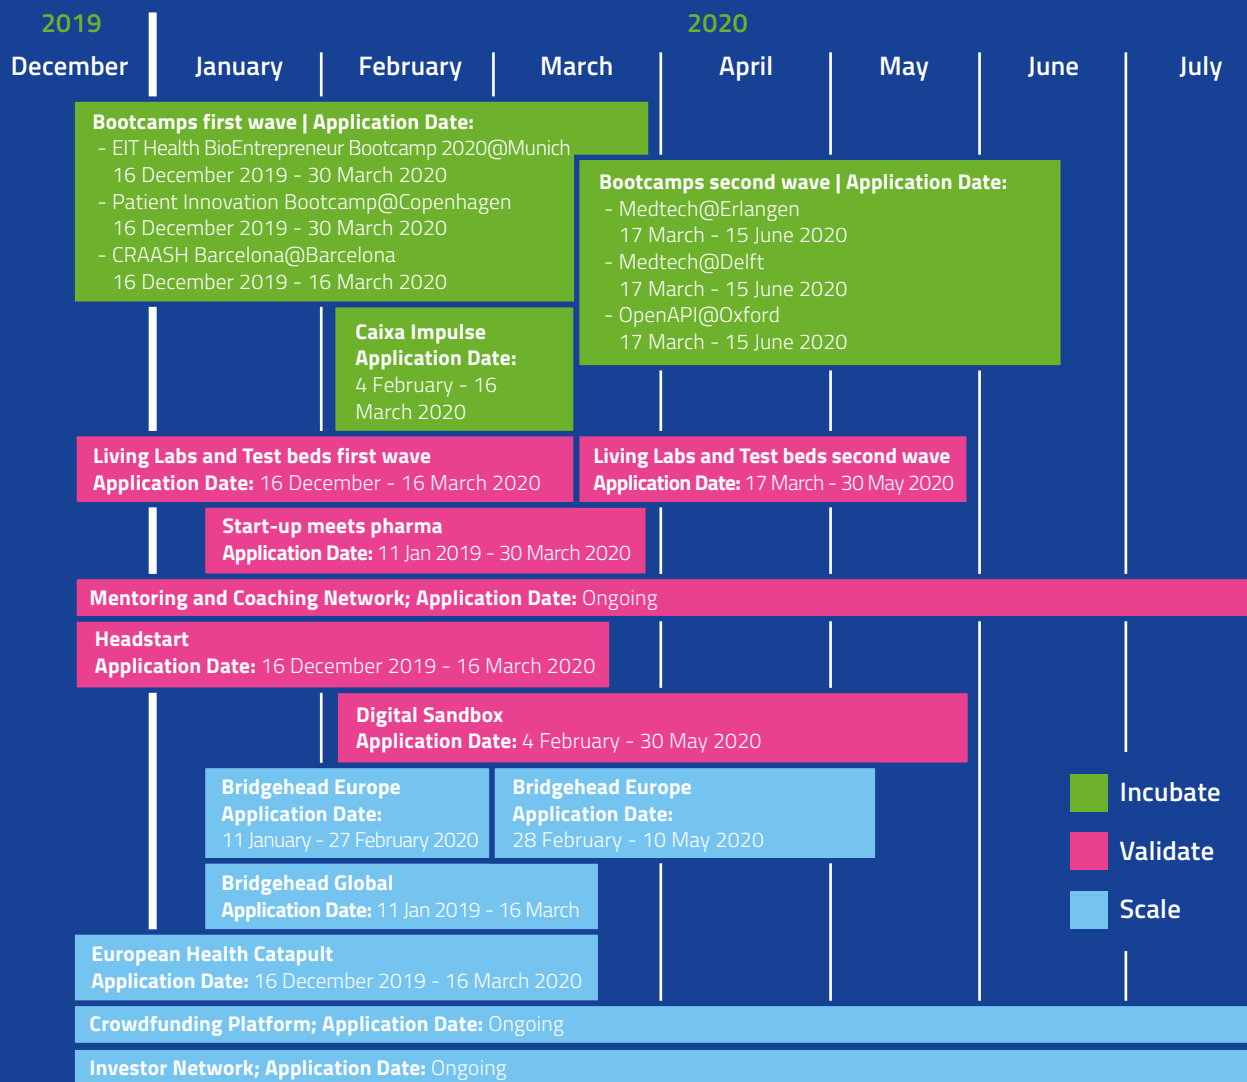 2019
2020
December
January
February
March
April
May
June
July
Bootcamps first wave | Application Date:
- EIT Health BioEntrepreneur Bootcamp 2020@Munich
16 December 2019 - 30 March 2020
- Patient Innovation Bootcamp@Copenhagen
16 December 2019 - 30 March 2020
- CRAASH Barcelona@Barcelona
16 December 2019 - 16 March 2020
Bootcamps second wave | Application Date:
- Medtech@Erlangen
17 March - 15 June 2020
- Medtech@Delft
17 March - 15 June 2020
- OpenAPI@Oxford
17 March - 15 June 2020
Caixa Impulse
Application Date:
4 February - 16
March 2020
Living Labs and Test beds first wave
Application Date: 16 December - 16 March 2020
Living Labs and Test beds second wave
Application Date: 17 March - 30 May 2020
Start-up meets pharma
Application Date: 11 Jan 2019 - 30 March 2020
Mentoring and Coaching Network; Application Date: Ongoing
Headstart
Application Date: 16 December 2019 - 16 March 2020
Digital Sandbox
Application Date: 4 February - 30 May 2020
Bridgehead Europe
Application Date:
11 January - 27 February 2020
Bridgehead Europe
Application Date:
28 February - 10 May 2020
Bridgehead Global
Application Date: 11 Jan 2019 - 16 March
European Health Catapult
Application Date: 16 December 2019 - 16 March 2020
Crowdfunding Platform; Application Date: Ongoing
Investor Network; Application Date: Ongoing
Incubate
Validate
Scale